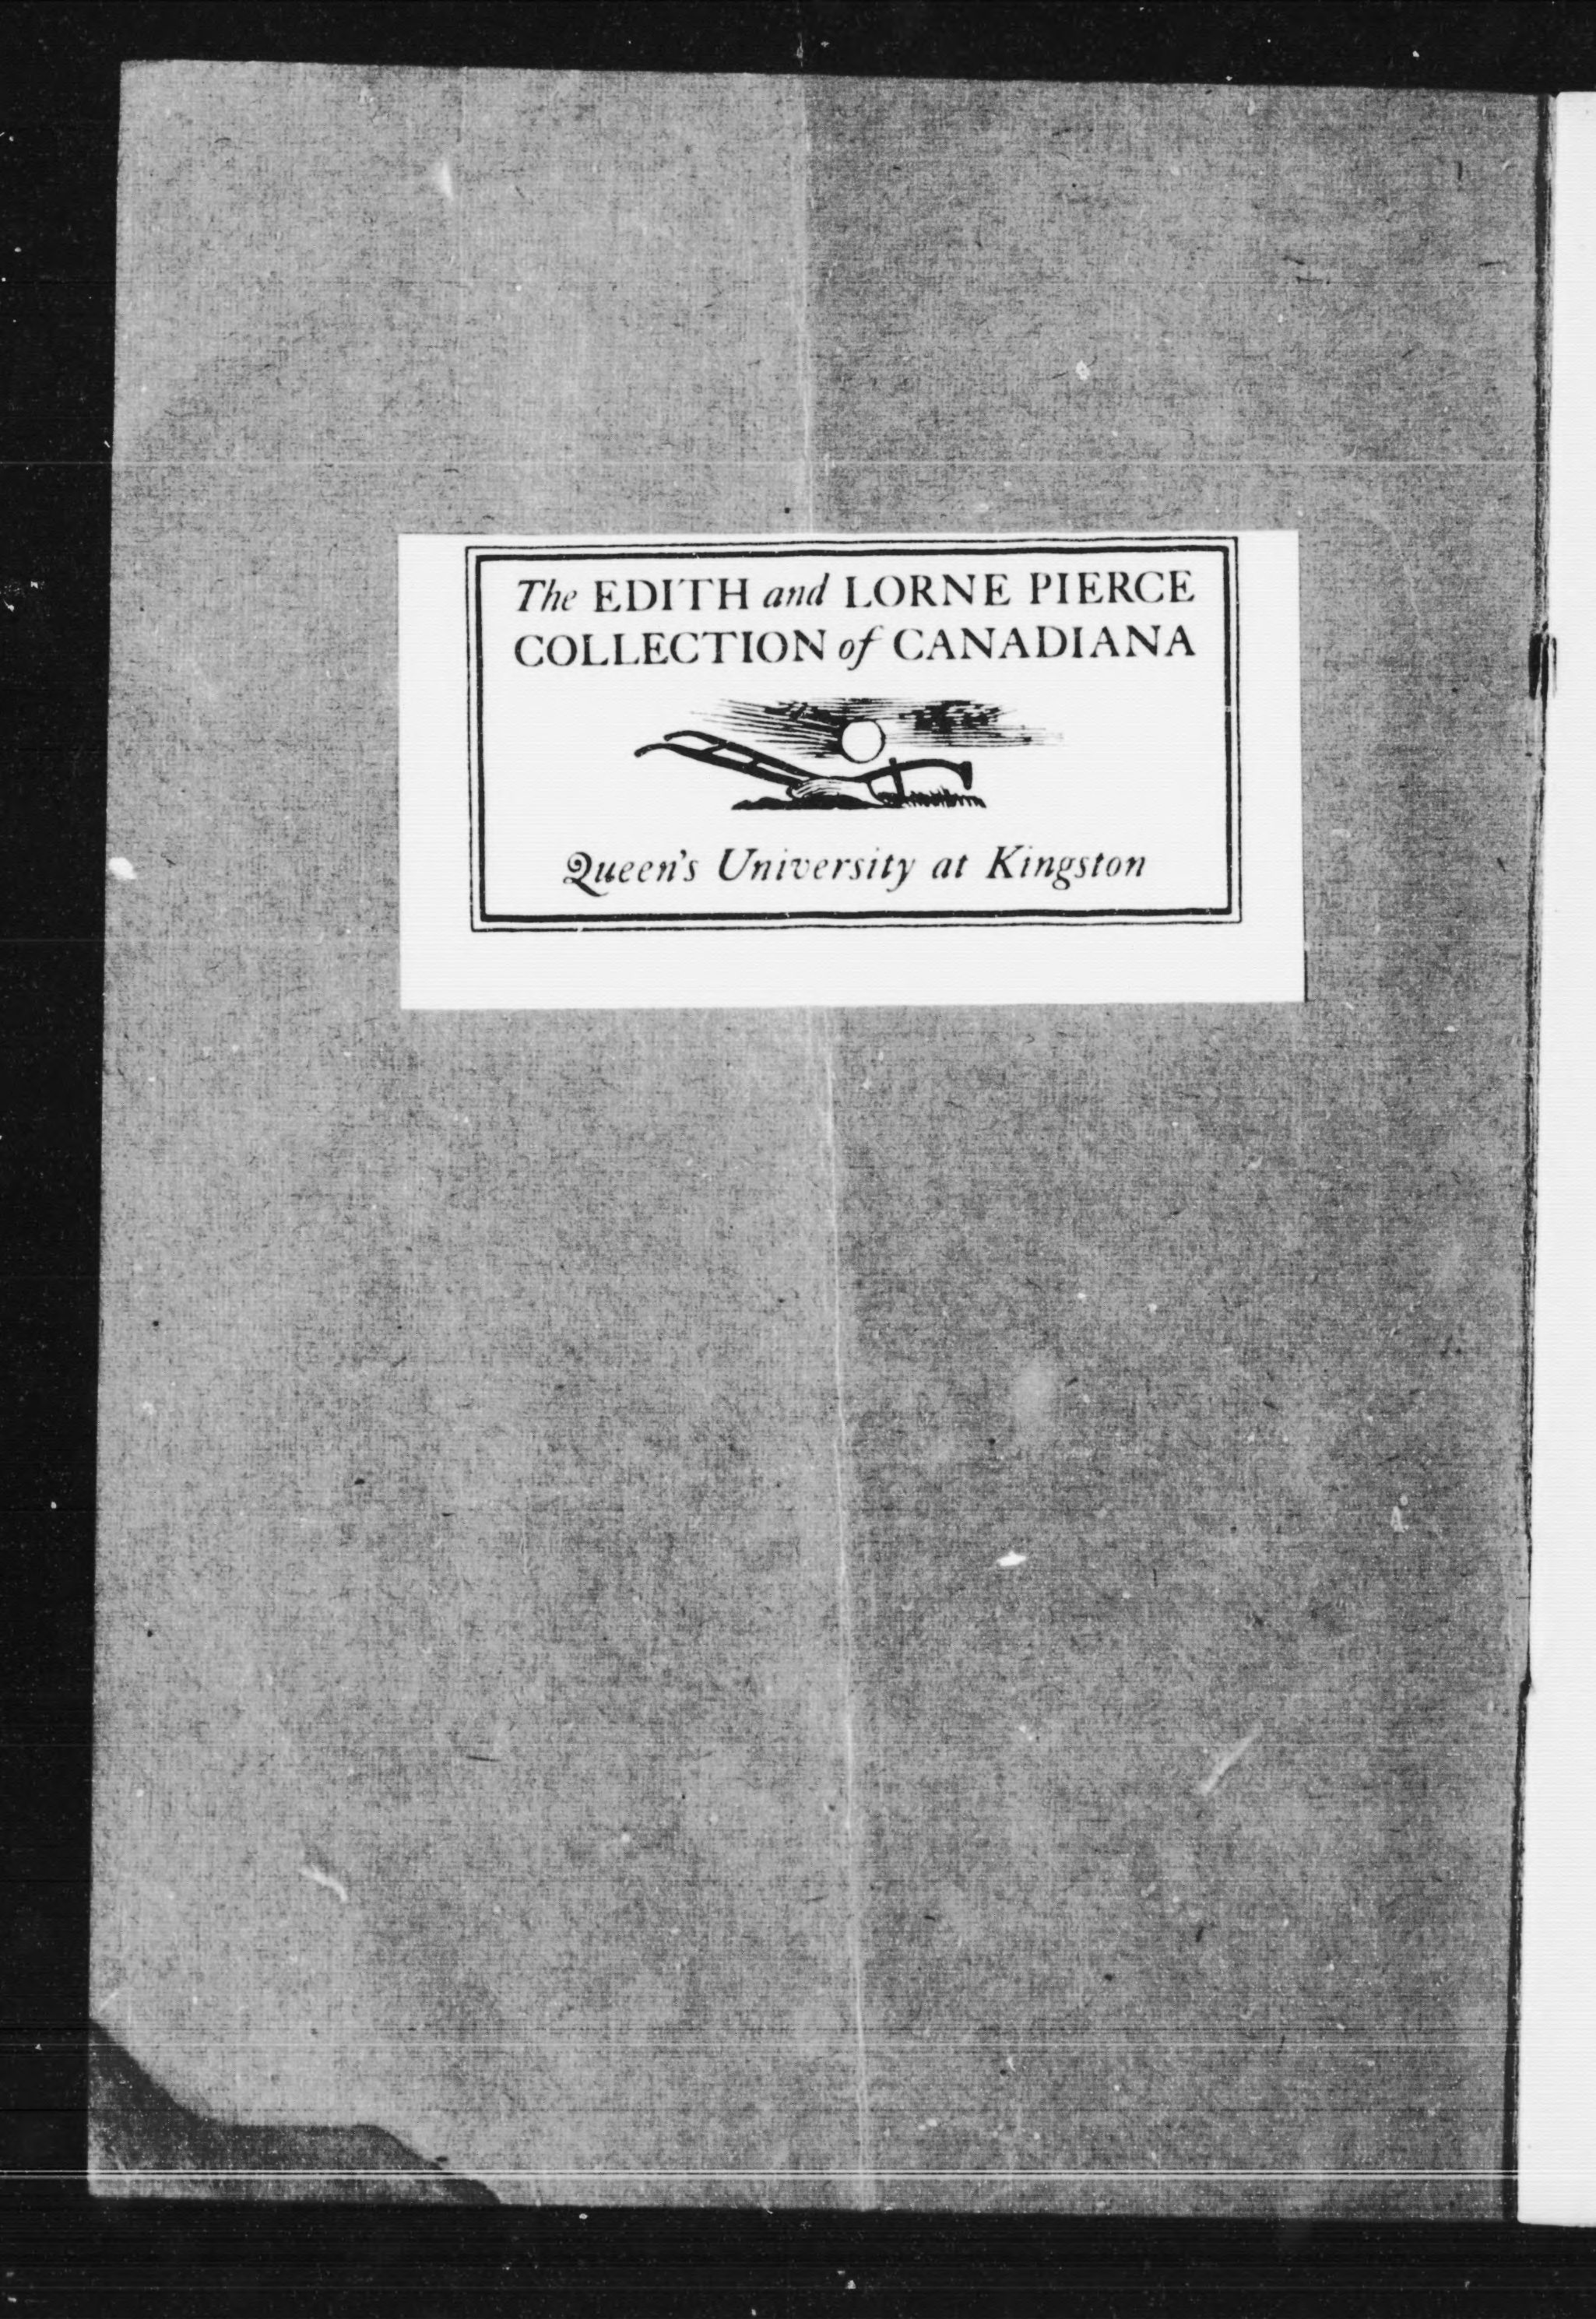 The EDITH and LORNE PIERCE
COLLECTION of CANADIANA
Queen's University at Kingston